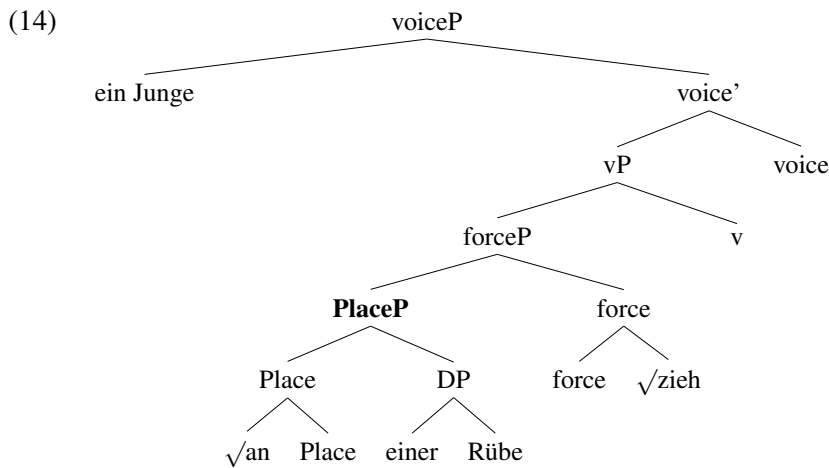 (14) voiceP
ein Junge voice’
vP voice
forceP v
PlaceP force
Place DP force √zieh
√an Place einer Rübe